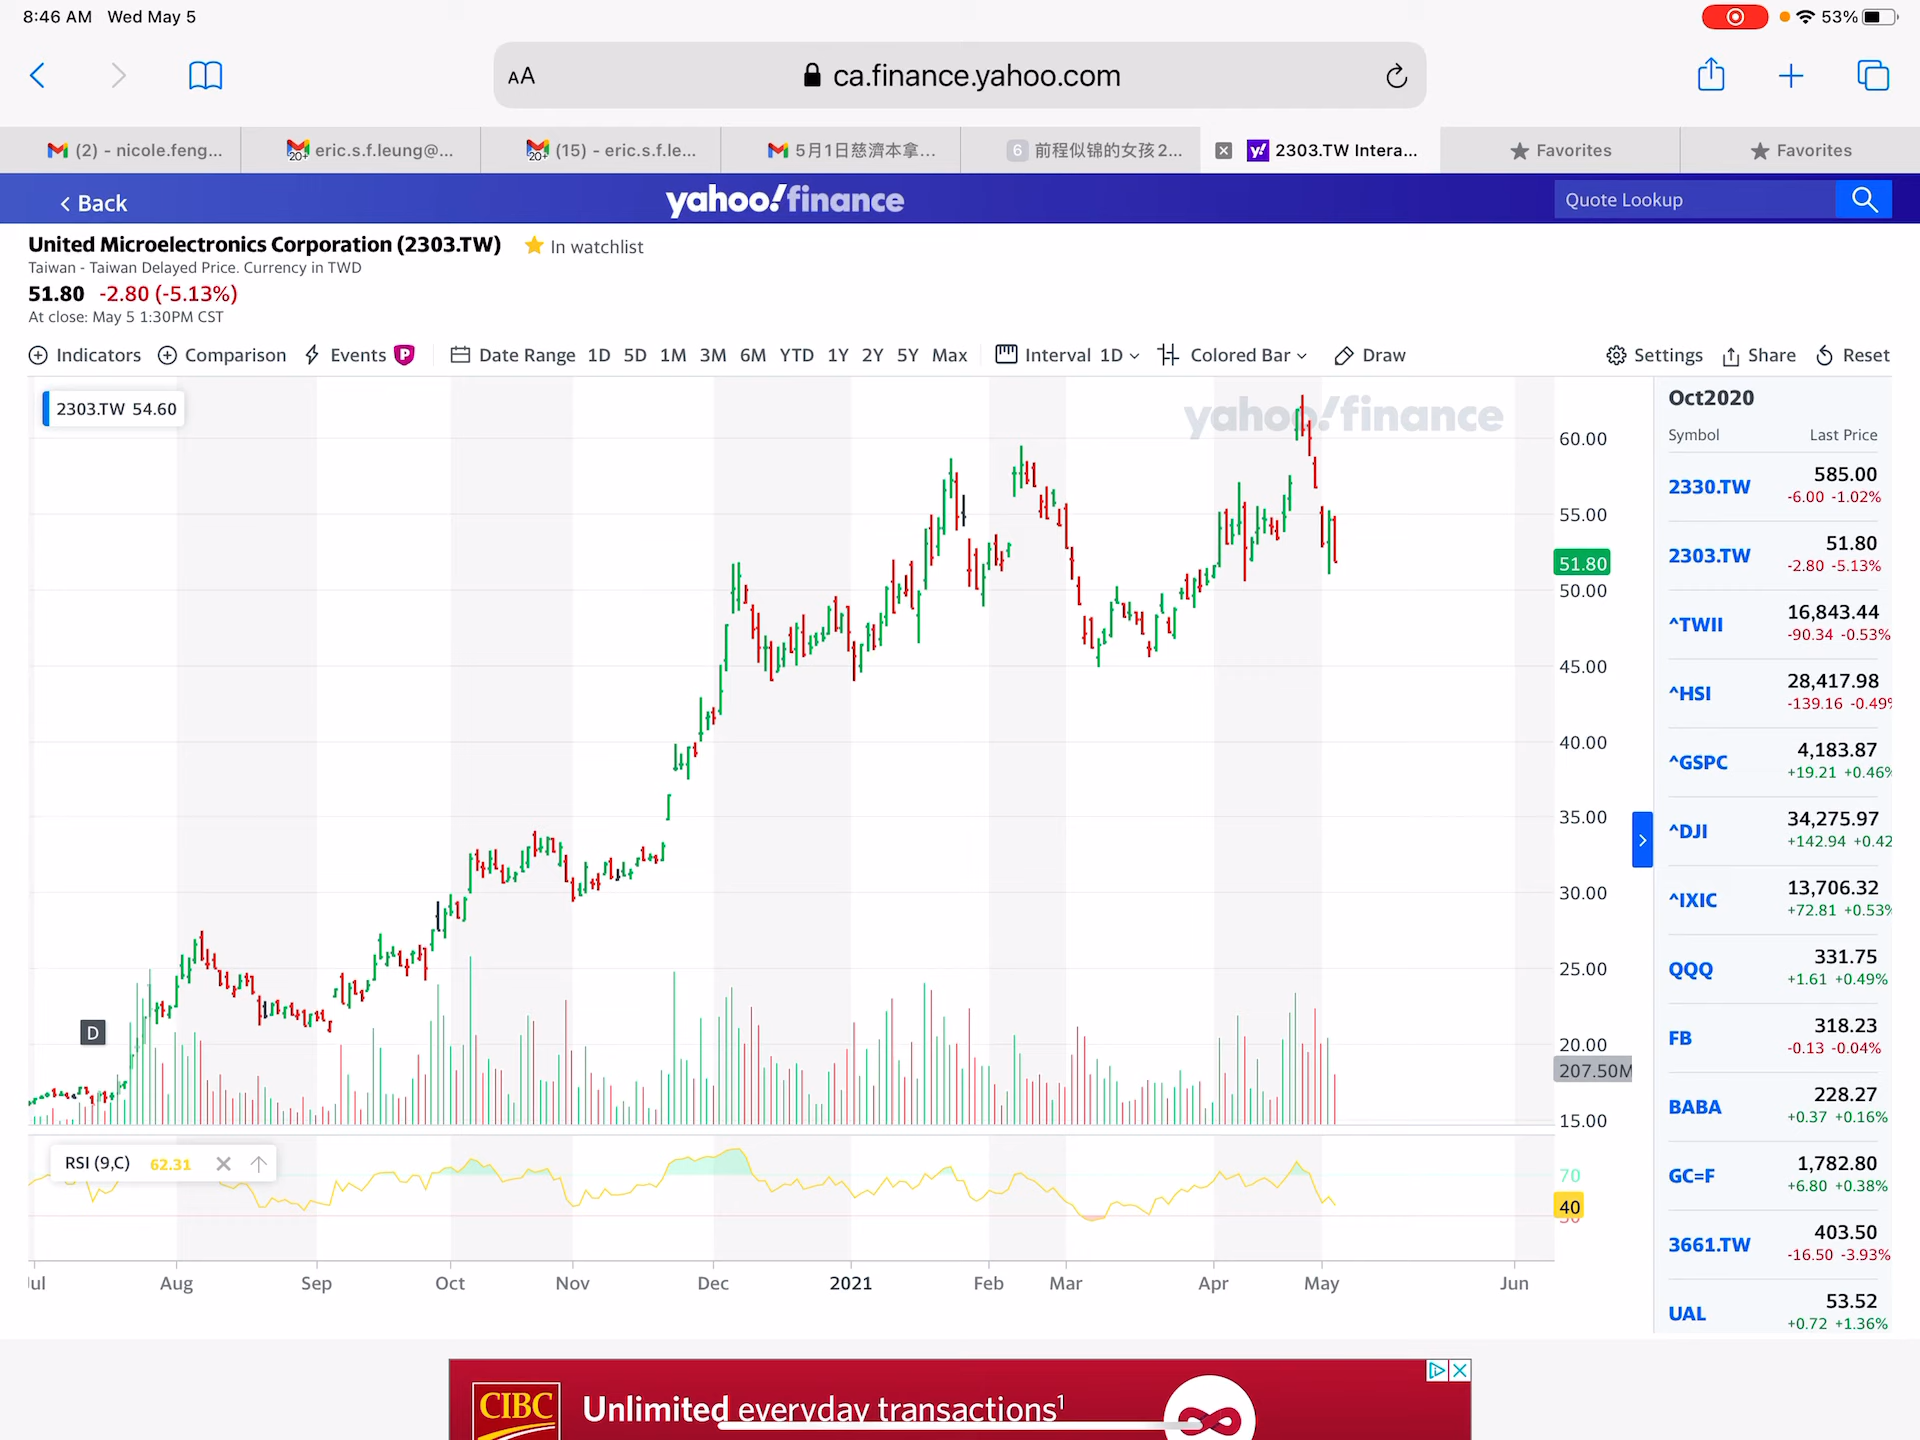 8:46 AM Wed May 5
53%
AA
ca.finance.yahoo.com
(2) - nicole.feng...
20+
eric.s.f.leung@...
20+
(15) - eric.s.f.le...
5月1日慈濟本拿...
6
前程似锦的女孩2...
y!
2303.TW Intera...
Favorites
Favorites
Back
yahoo!finance
Quote Lookup
United Microelectronics Corporation (2303.TW)
In watchlist
Taiwan - Taiwan Delayed Price. Currency in TWD
51.80 -2.80 (-5.13%)
At close: May 5 1:30PM CST
Indicators
Comparison
Events
P
Date Range 1D 5D 1M 3M 6M YTD 1Y 2Y 5Y Max
Interval 1D
Colored Bar
Draw
Settings
Share
Reset
2303.TW 54.60
yahoo!finance
60.00
55.00
51.80
50.00
45.00
40.00
35.00
30.00
25.00
20.00
207.50M
15.00
D
RSI (9,C) 62.31
70
40
Aug Sep Oct Nov Dec 2021 Feb Mar Apr May Jun
Oct2020
Symbol Last Price
2330.TW 585.00
-6.00 -1.02%
2303.TW 51.80
-2.80 -5.13%
^TWII 16,843.44
-90.34 -0.53%
^HSI 28,417.98
-139.16 -0.49%
^GSPC 4,183.87
+19.21 +0.46%
^DJI 34,275.97
+142.94 +0.42
^IXIC 13,706.32
+72.81 +0.53%
QQQ 331.75
+1.61 +0.49%
FB 318.23
-0.13 -0.04%
BABA 228.27
+0.37 +0.16%
GC=F 1,782.80
+6.80 +0.38%
3661.TW 403.50
-16.50 -3.93%
UAL 53.52
+0.72 +1.36%
CIBC
Unlimited everyday transactions¹